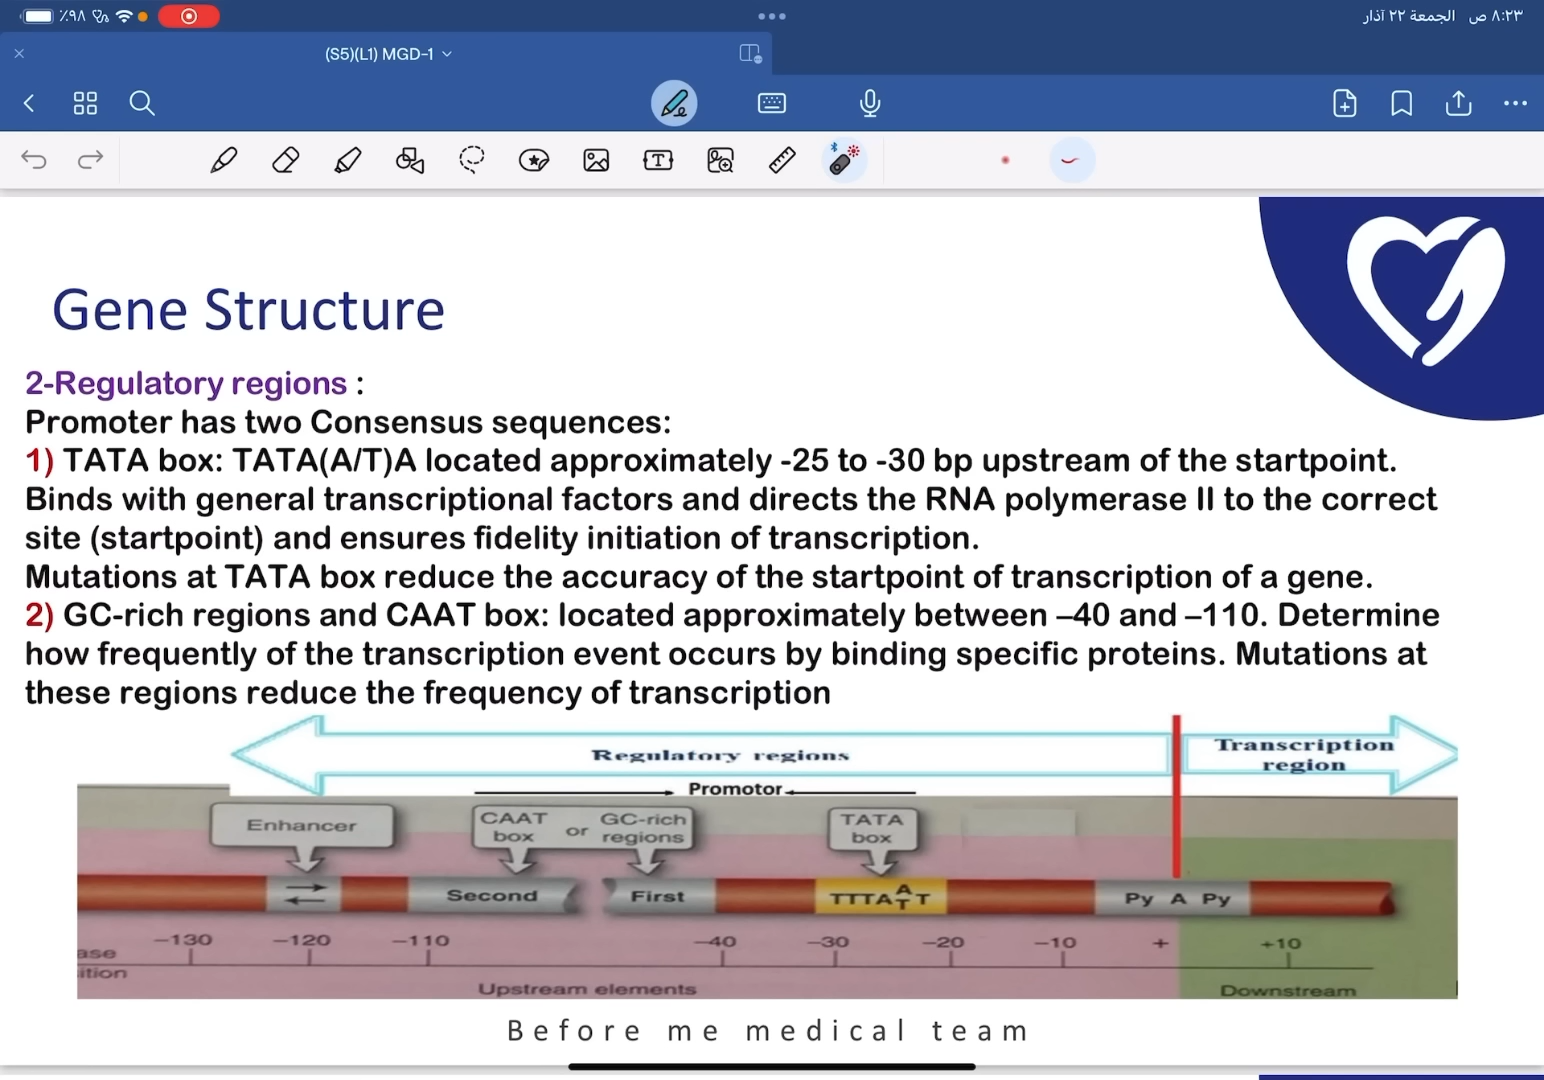 ٪٩٨
٨:٢٣ ص الجمعة ٢٢ آذار
(S5)(L1) MGD-1
Gene Structure
2-Regulatory regions :
Promoter has two Consensus sequences:
1) TATA box: TATA(A/T)A located approximately -25 to -30 bp upstream of the startpoint.
Binds with general transcriptional factors and directs the RNA polymerase II to the correct
site (startpoint) and ensures fidelity initiation of transcription.
Mutations at TATA box reduce the accuracy of the startpoint of transcription of a gene.
2) GC-rich regions and CAAT box: located approximately between –40 and –110. Determine
how frequently of the transcription event occurs by binding specific proteins. Mutations at
these regions reduce the frequency of transcription
Regulatory regions
Transcription
region
Promotor
Enhancer
CAAT
box
or
GC-rich
regions
TATA
box
Second
First
TTTA A/T T
Py A Py
−130 −120 −110 −40 −30 −20 −10 + +10
ase
ition
Upstream elements
Downstream
Before me medical team